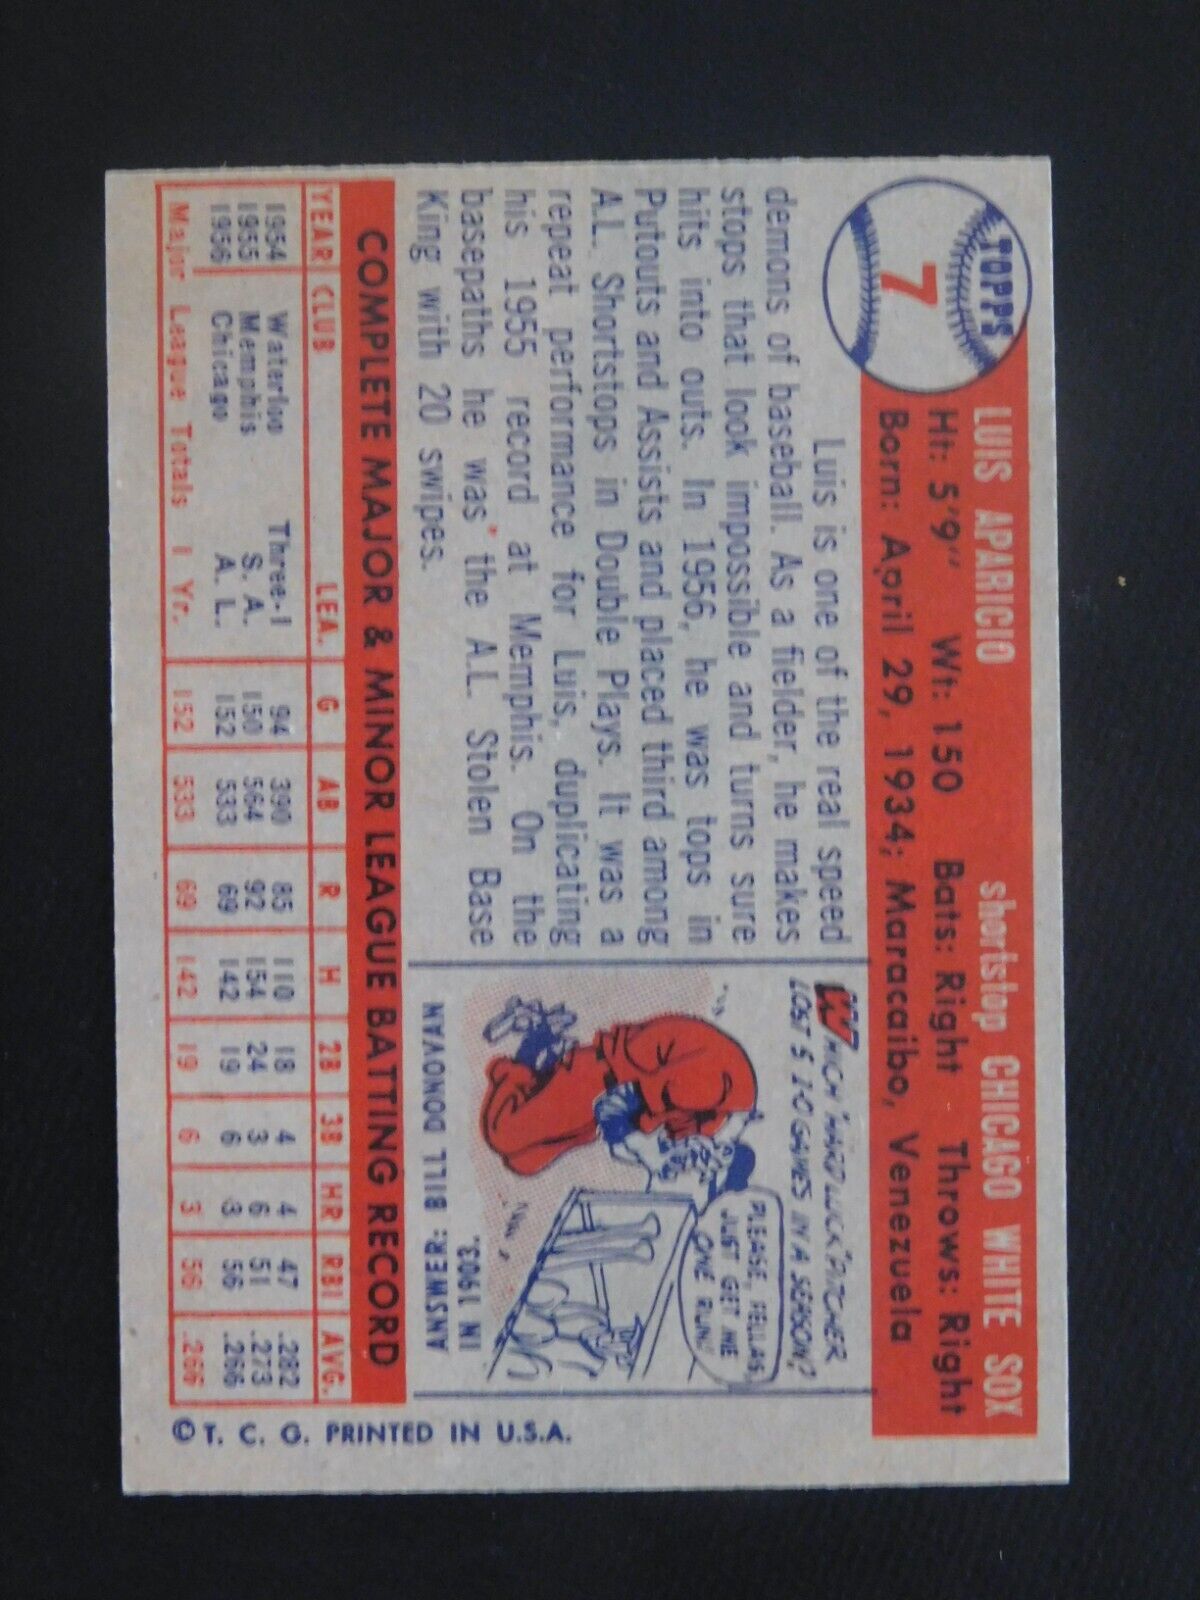 TOPPS
7
LUIS APARICIO
shortstop CHICAGO WHITE SOX
Ht: 5'9" Wt: 150 Bats: Right Throws: Right
Born: April 29, 1934; Maracaibo, Venezuela
Luis is one of the real speed
demons of baseball. As a fielder, he makes
stops that look impossible and turns sure
hits into outs. In 1956, he was tops in
Putouts and Assists and placed third among
A.L. Shortstops in Double Plays. It was a
repeat performance for Luis, duplicating
his 1955 record at Memphis. On the
basepaths he was the A.L. Stolen Base
King with 20 swipes.
WHICH 'HARD LUCK' PITCHER
LOST 5 1-0 GAMES IN A SEASON?
PLEASE, FELLAS,
JUST GET ME
ONE RUN!
ANSWER: BILL DONOVAN
IN 1903.
COMPLETE MAJOR & MINOR LEAGUE BATTING RECORD
YEAR CLUB LEA. G AB R H 2B 3B HR RBI AVG.
1954 Waterloo Three-I 94 390 85 110 18 4 4 47 .282
1955 Memphis S. A. 150 564 92 154 24 3 6 51 .273
1956 Chicago A. L. 152 533 69 142 19 6 3 56 .266
Major League Totals 1 Yr. 152 533 69 142 19 6 3 56 .266
© T. C. G. PRINTED IN U.S.A.